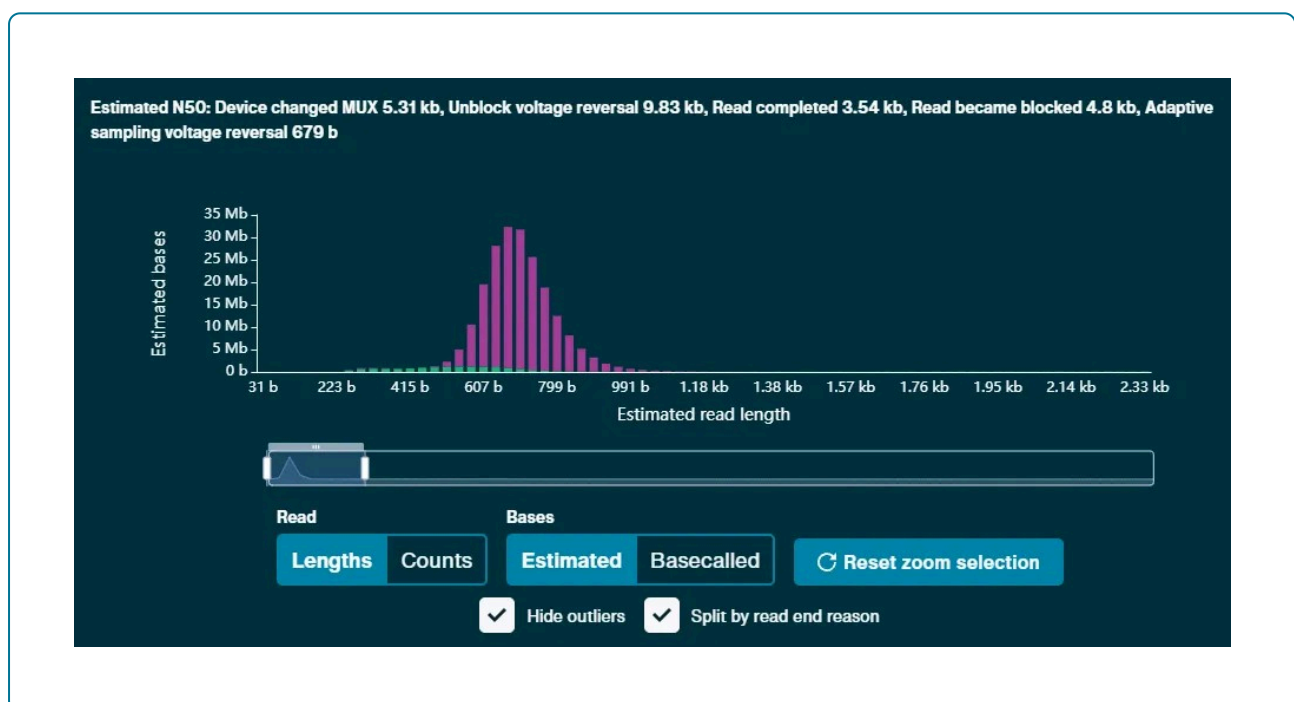 Estimated N50: Device changed MUX 5.31 kb, Unblock voltage reversal 9.83 kb, Read completed 3.54 kb, Read became blocked 4.8 kb, Adaptive
sampling voltage reversal 679 b
35 Mb
30 Mb
25 Mb
20 Mb
15 Mb
10 Mb
5 Mb
0 b
Estimated bases
31 b 223 b 415 b 607 b 799 b 991 b 1.18 kb 1.38 kb 1.57 kb 1.76 kb 1.95 kb 2.14 kb 2.33 kb
Estimated read length
Read Bases
Lengths Counts Estimated Basecalled Reset zoom selection
Hide outliers Split by read end reason